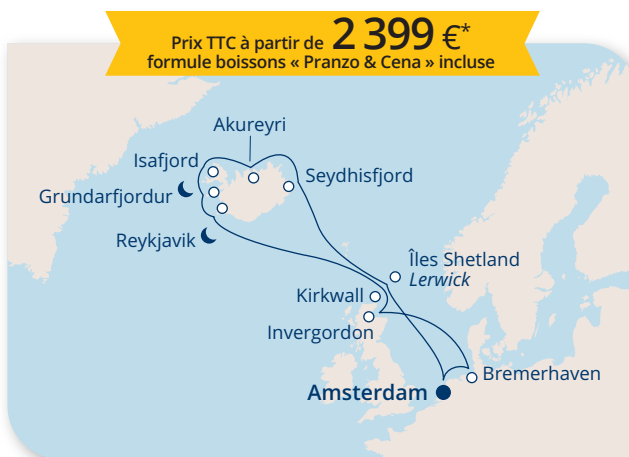 Prix TTC à partir de 2 399 €*
formule boissons « Pranzo & Cena » incluse
Akureyri
Isafjord
Seydhisfjord
Grundarfjordur
Reykjavik
Îles Shetland
Lerwick
Kirkwall
Invergordon
Bremerhaven
Amsterdam